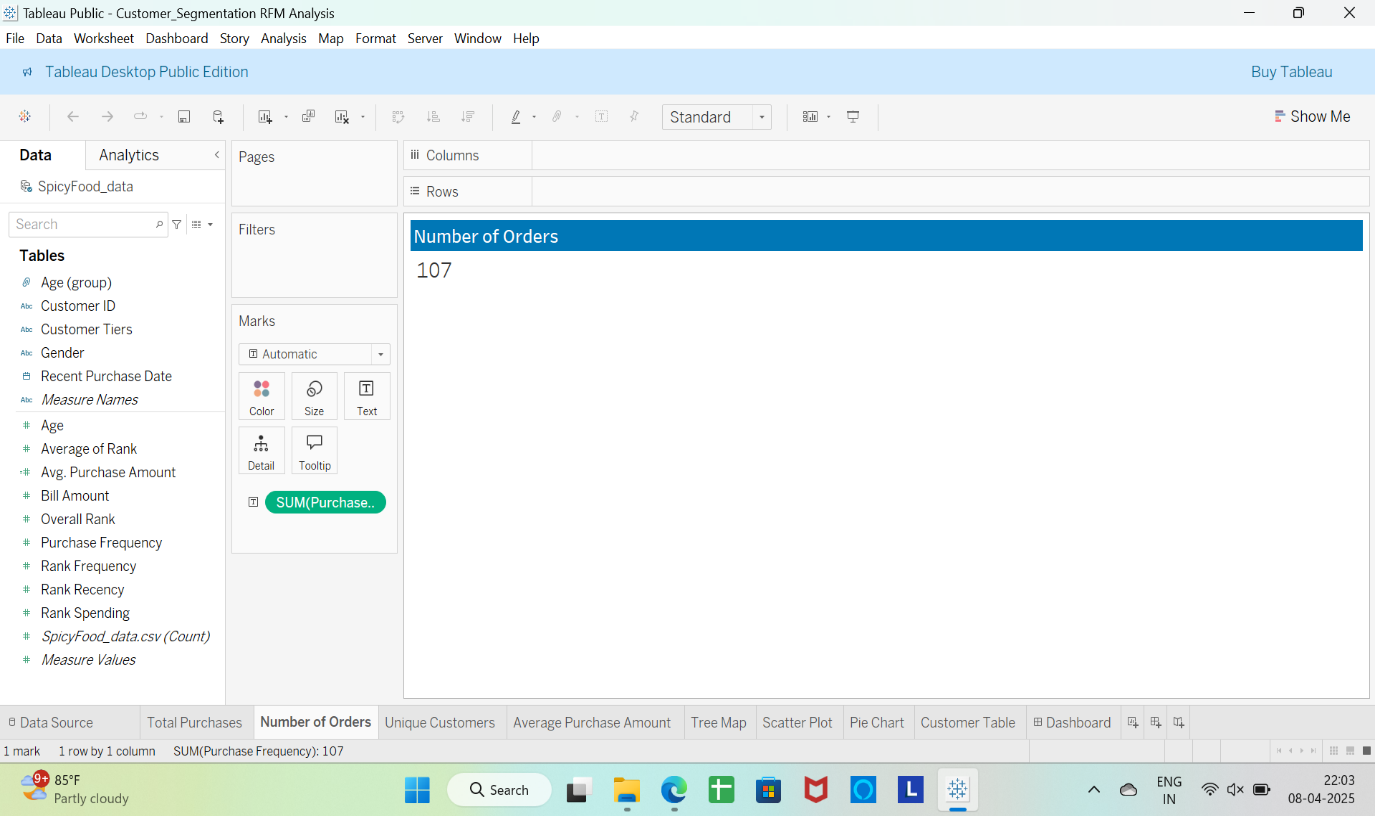 Tableau Public - Customer_Segmentation RFM Analysis
File Data Worksheet Dashboard Story Analysis Map Format Server Window Help
Tableau Desktop Public Edition Buy Tableau
Standard Show Me
Data Analytics
SpicyFood_data
Search
Tables
Age (group)
Abc Customer ID
Abc Customer Tiers
Abc Gender
Recent Purchase Date
Abc Measure Names
# Age
# Average of Rank
# Avg. Purchase Amount
# Bill Amount
# Overall Rank
# Purchase Frequency
# Rank Frequency
# Rank Recency
# Rank Spending
# SpicyFood_data.csv (Count)
# Measure Values
Pages
Filters
Marks
Automatic
Color Size Text
Detail Tooltip
SUM(Purchase..
Columns
Rows
Number of Orders
107
Data Source Total Purchases Number of Orders Unique Customers Average Purchase Amount Tree Map Scatter Plot Pie Chart Customer Table Dashboard
1 mark 1 row by 1 column SUM(Purchase Frequency): 107
9+ 85°F
Partly cloudy
Search
L
ENG
IN
22:03
08-04-2025